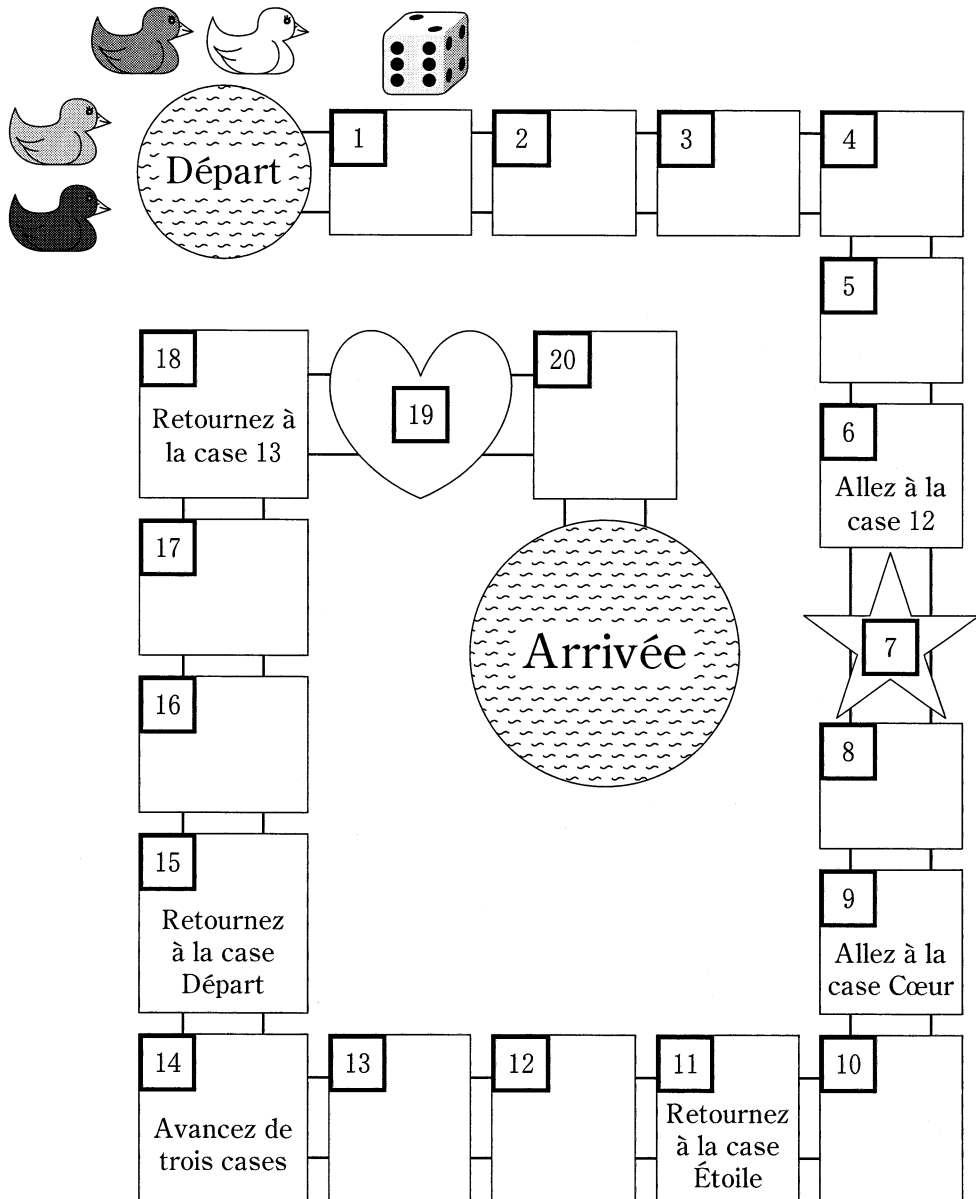 Départ
1
2
3
4
5
6
Allez à la
case 12
7
8
9
Allez à la
case Cœur
10
11
Retournez
à la case
Étoile
12
13
14
Avancez de
trois cases
15
Retournez
à la case
Départ
16
17
18
Retournez à
la case 13
19
20
Arrivée